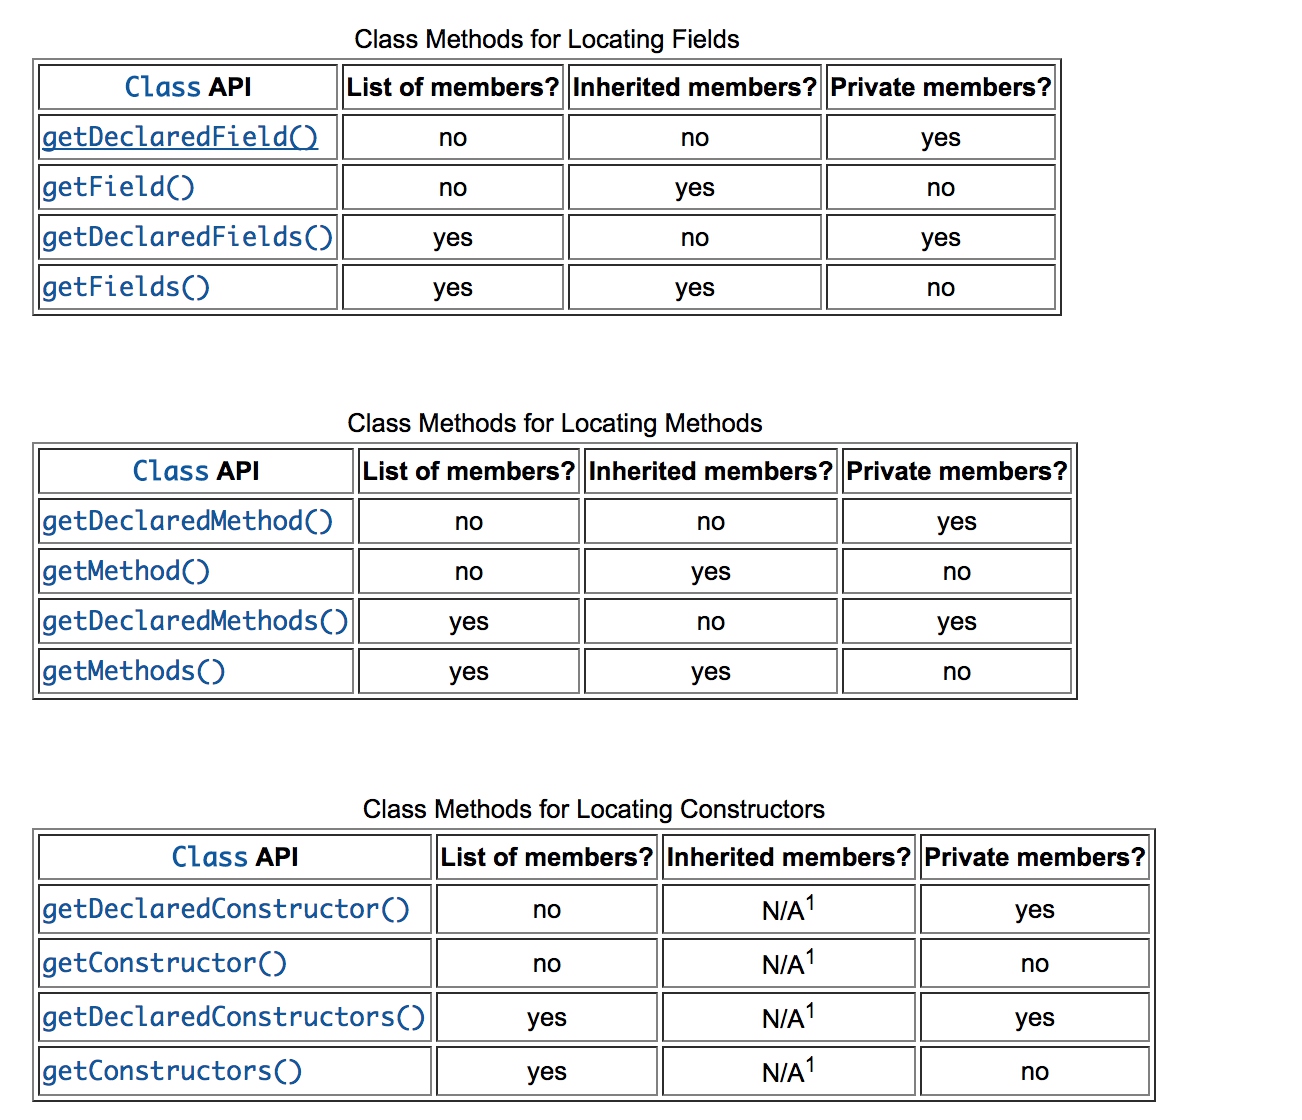 Class Methods for Locating Fields
Class API List of members? Inherited members? Private members?
getDeclaredField() no no yes
getField() no yes no
getDeclaredFields() yes no yes
getFields() yes yes no
Class Methods for Locating Methods
Class API List of members? Inherited members? Private members?
getDeclaredMethod() no no yes
getMethod() no yes no
getDeclaredMethods() yes no yes
getMethods() yes yes no
Class Methods for Locating Constructors
Class API List of members? Inherited members? Private members?
getDeclaredConstructor() no N/A¹ yes
getConstructor() no N/A¹ no
getDeclaredConstructors() yes N/A¹ yes
getConstructors() yes N/A¹ no